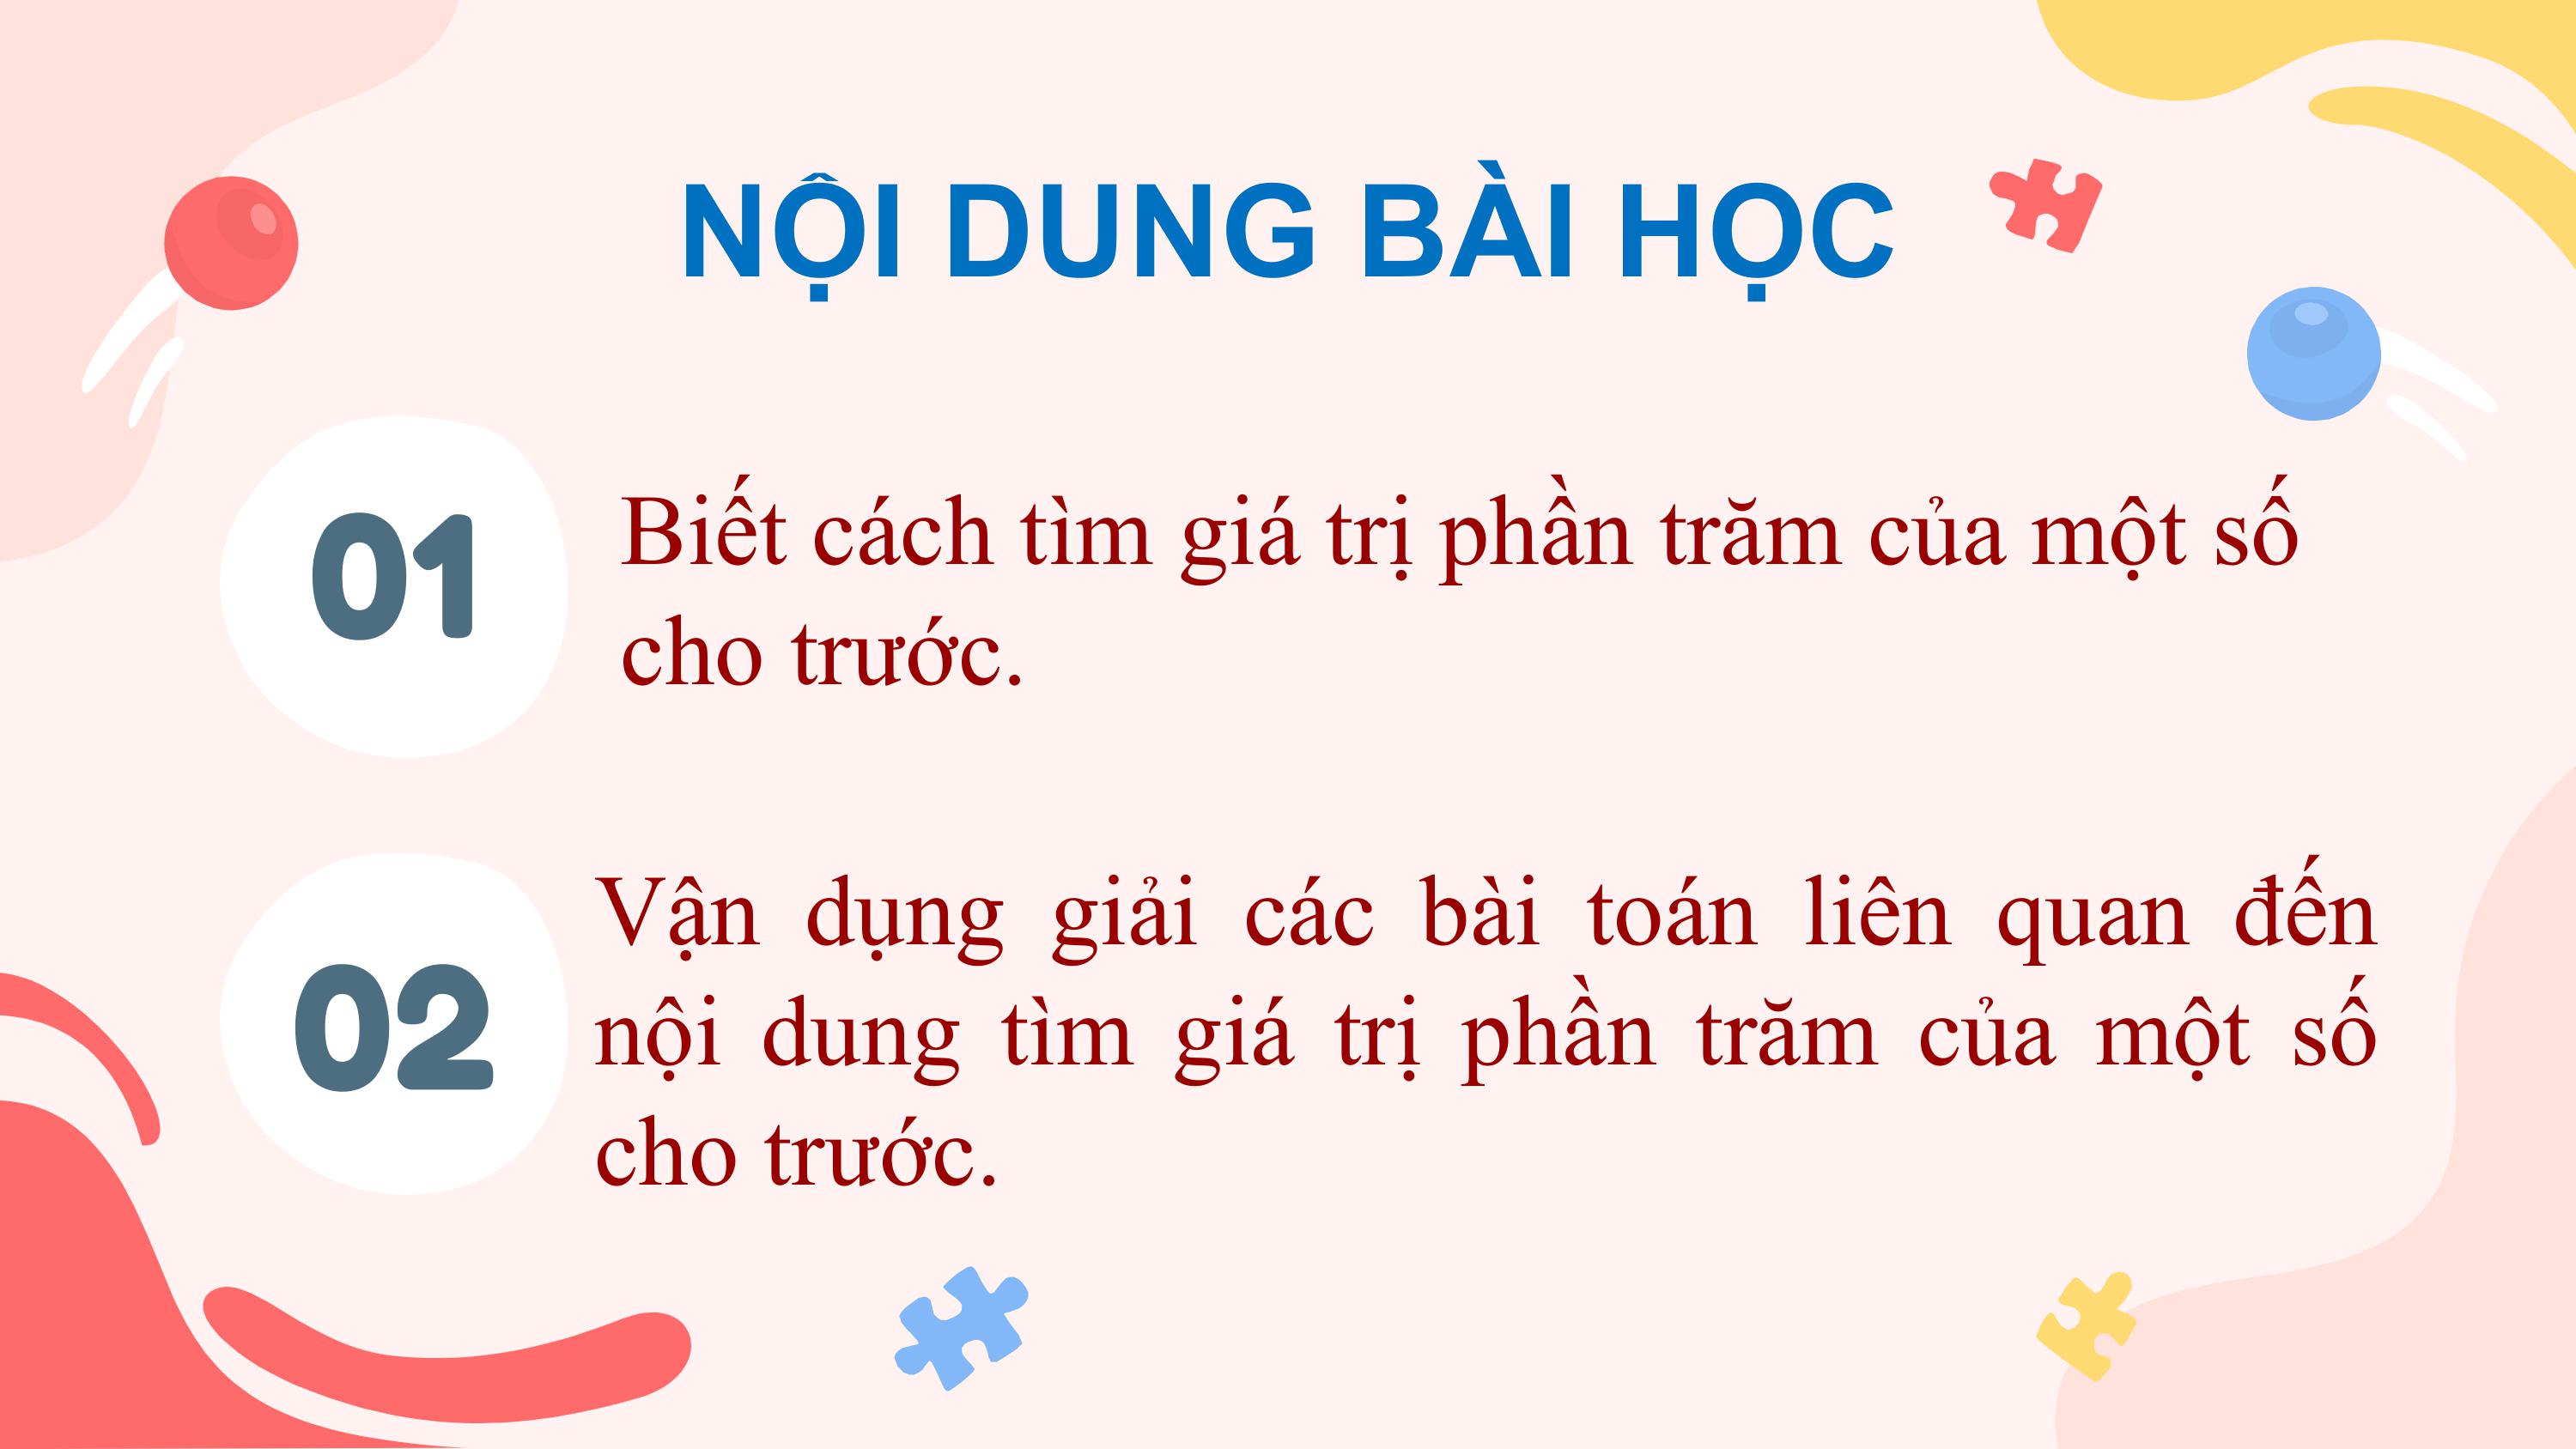 NỘI DUNG BÀI HỌC
01
Biết cách tìm giá trị phần trăm của một số
cho trước.
02
Vận dụng giải các bài toán liên quan đến
nội dung tìm giá trị phần trăm của một số
cho trước.